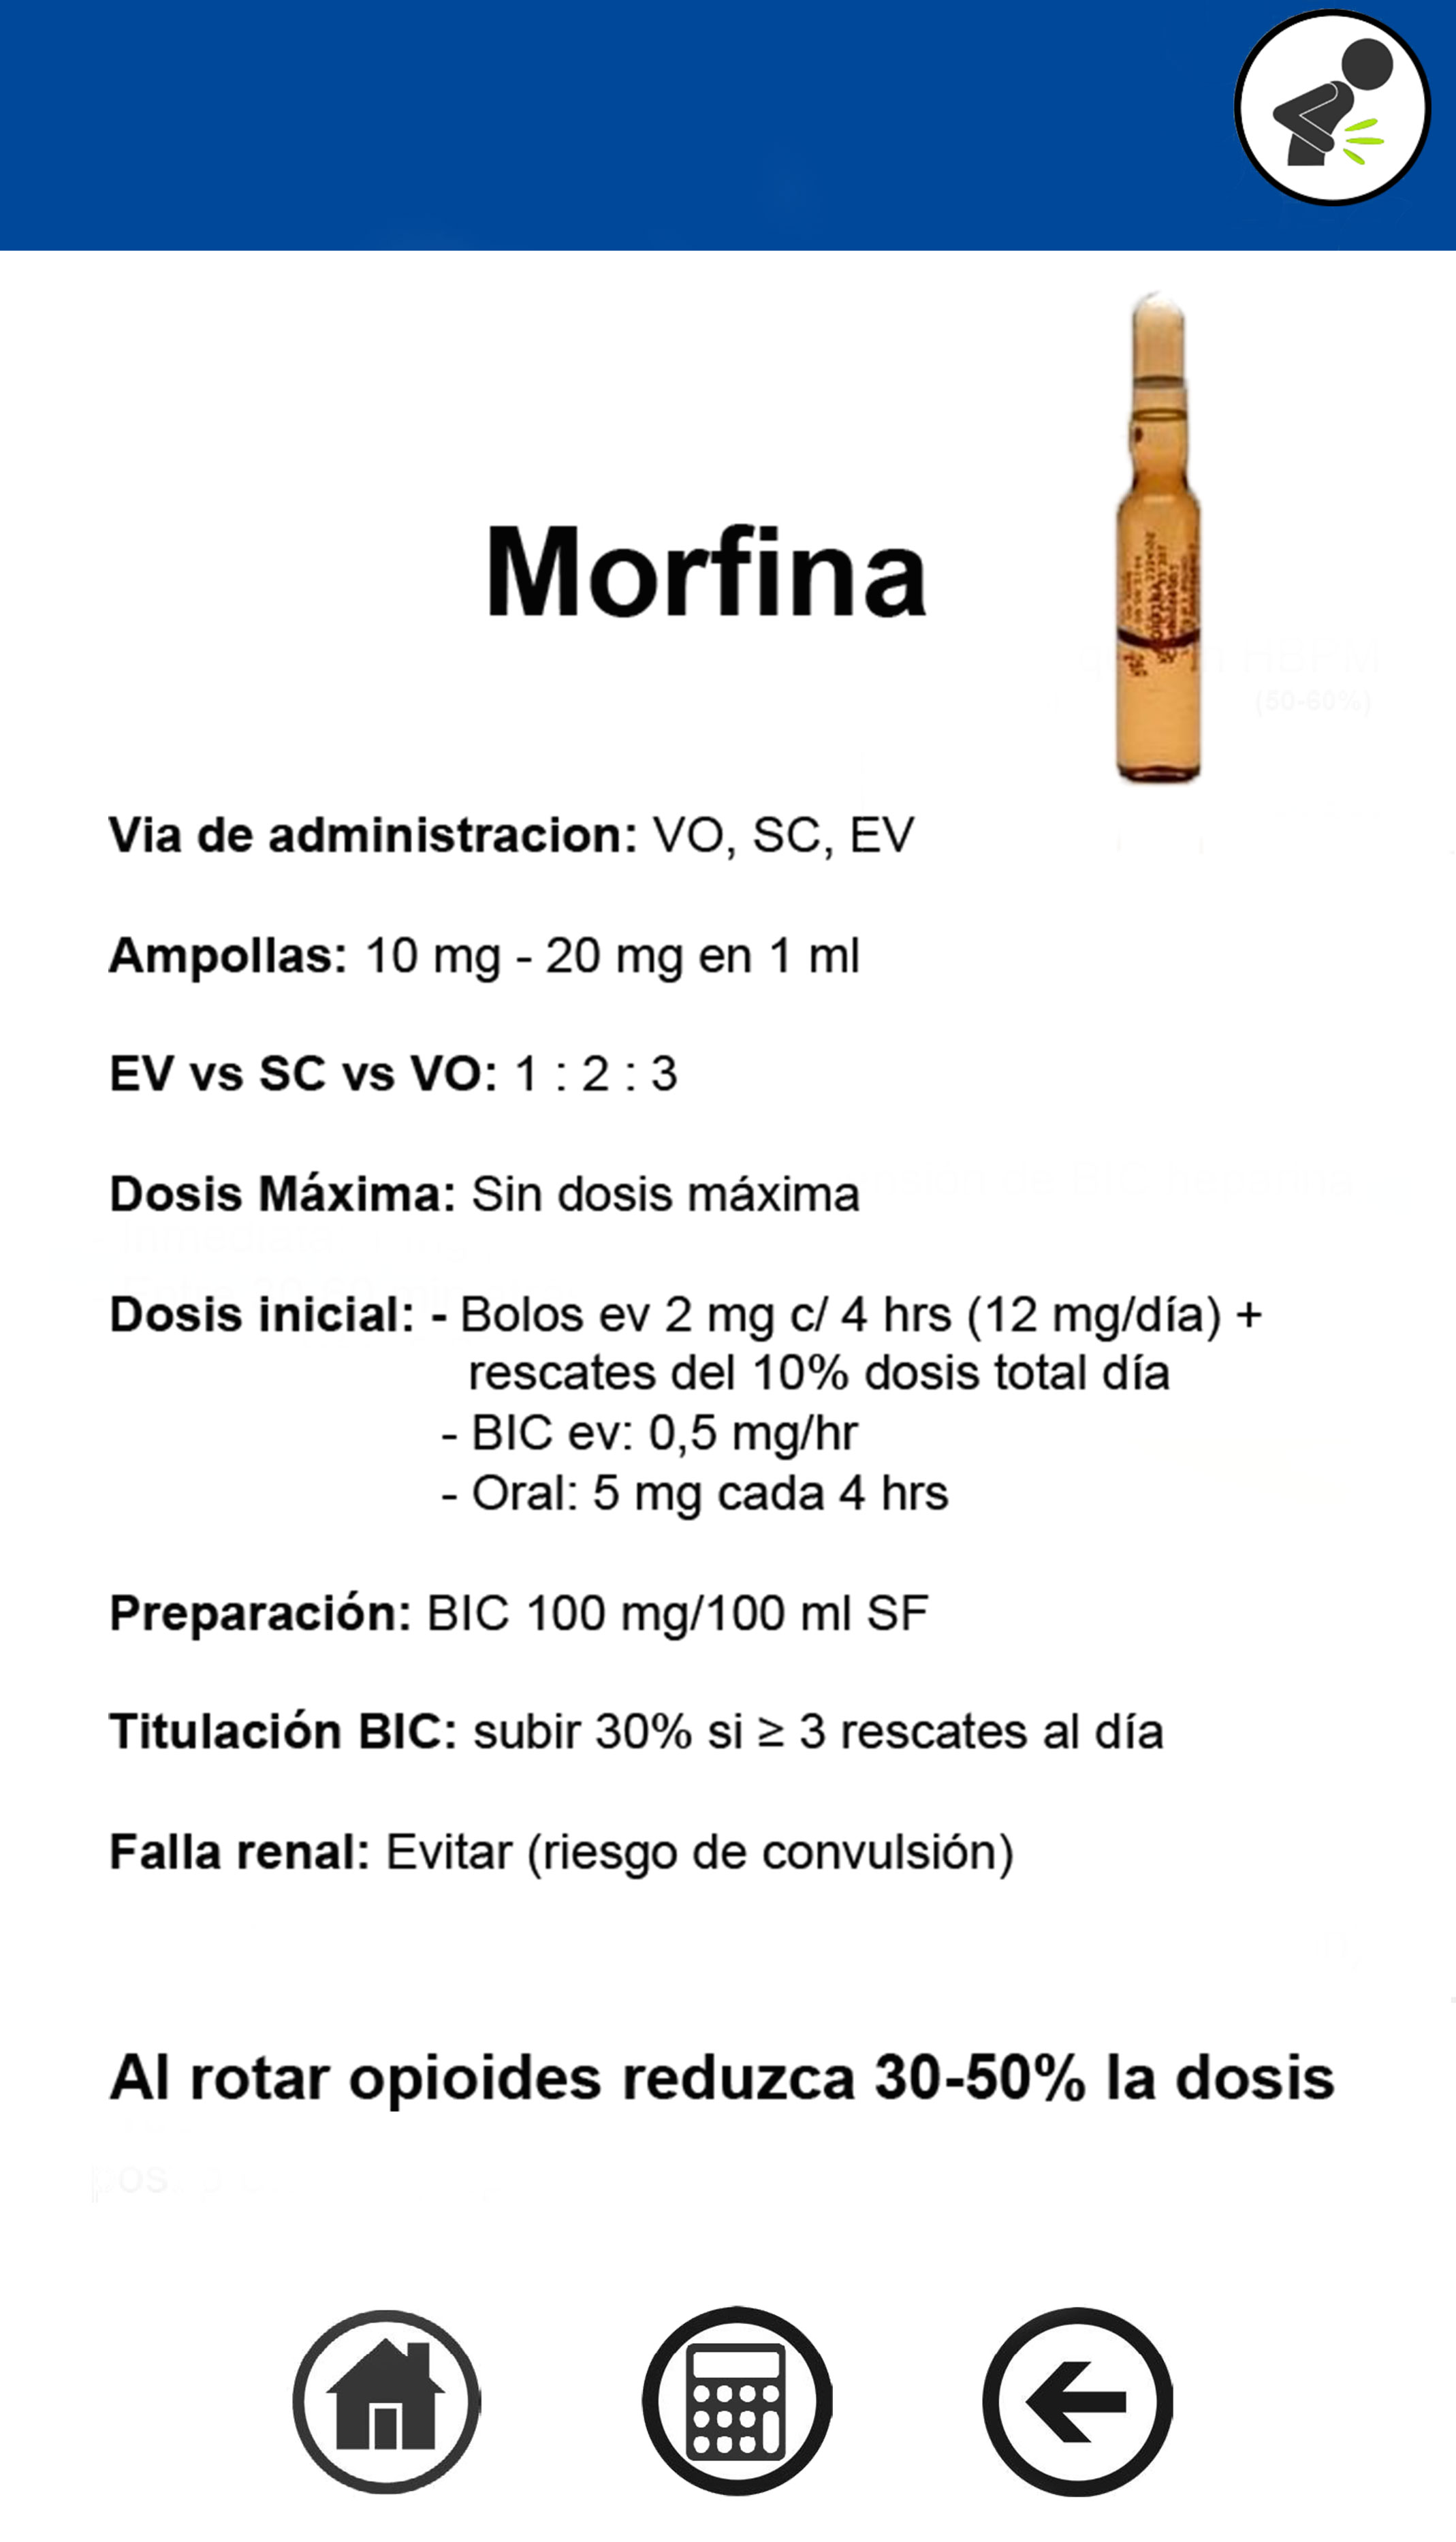 Morfina
Via de administracion: VO, SC, EV
Ampollas: 10 mg - 20 mg en 1 ml
EV vs SC vs VO: 1 : 2 : 3
Dosis Máxima: Sin dosis máxima
Dosis inicial: - Bolos ev 2 mg c/ 4 hrs (12 mg/día) +
rescates del 10% dosis total día
- BIC ev: 0,5 mg/hr
- Oral: 5 mg cada 4 hrs
Preparación: BIC 100 mg/100 ml SF
Titulación BIC: subir 30% si ≥ 3 rescates al día
Falla renal: Evitar (riesgo de convulsión)
Al rotar opioides reduzca 30-50% la dosis